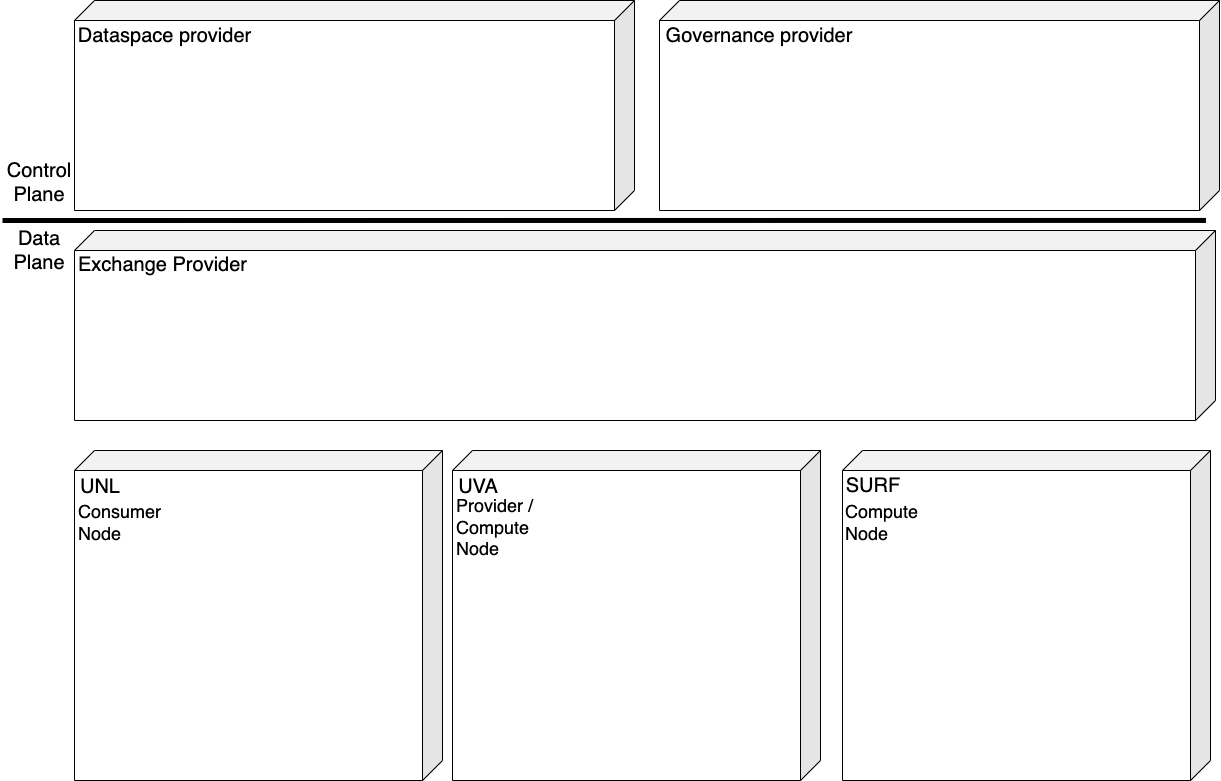 Dataspace provider
Governance provider
Control
Plane
Data
Plane
Exchange Provider
UNL
Consumer
Node
UVA
Provider /
Compute
Node
SURF
Compute
Node